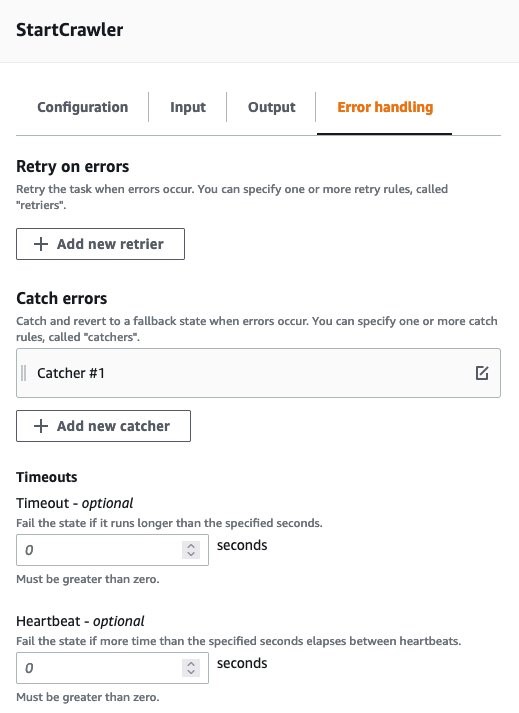 StartCrawler
Configuration
Input
Output
Error handling
Retry on errors
Retry the task when errors occur. You can specify one or more retry rules, called
"retriers".
+ Add new retrier
Catch errors
Catch and revert to a fallback state when errors occur. You can specify one or more catch
rules, called "catchers".
Catcher #1
+ Add new catcher
Timeouts
Timeout - optional
Fail the state if it runs longer than the specified seconds.
0 seconds
Must be greater than zero.
Heartbeat - optional
Fail the state if more time than the specified seconds elapses between heartbeats.
0 seconds
Must be greater than zero.